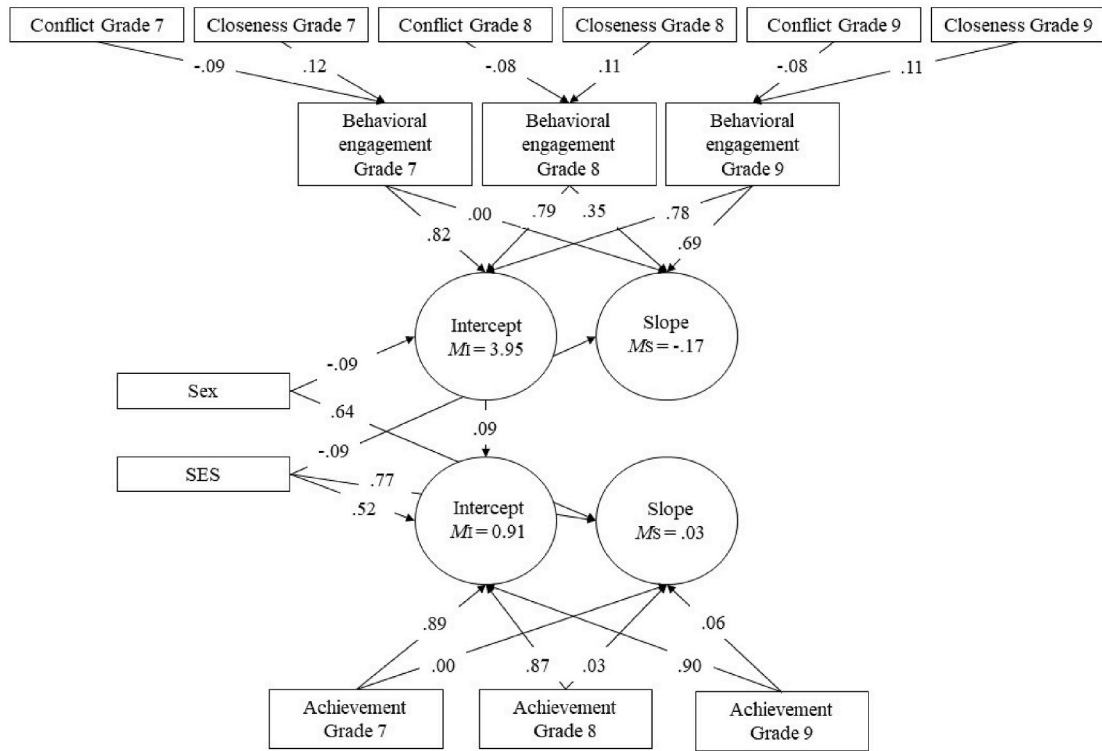 Conflict Grade 7
Closeness Grade 7
Conflict Grade 8
Closeness Grade 8
Conflict Grade 9
Closeness Grade 9
-.09
.12
-.08
.11
-.08
.11
Behavioral
engagement
Grade 7
Behavioral
engagement
Grade 8
Behavioral
engagement
Grade 9
.82
.00
.79
.35
.78
.69
Intercept
MI = 3.95
Slope
MS = -.17
Sex
-.09
.64
SES
-.09
.77
.52
.09
Intercept
MI = 0.91
Slope
MS = .03
.89
.00
.87
.03
.90
.06
Achievement
Grade 7
Achievement
Grade 8
Achievement
Grade 9